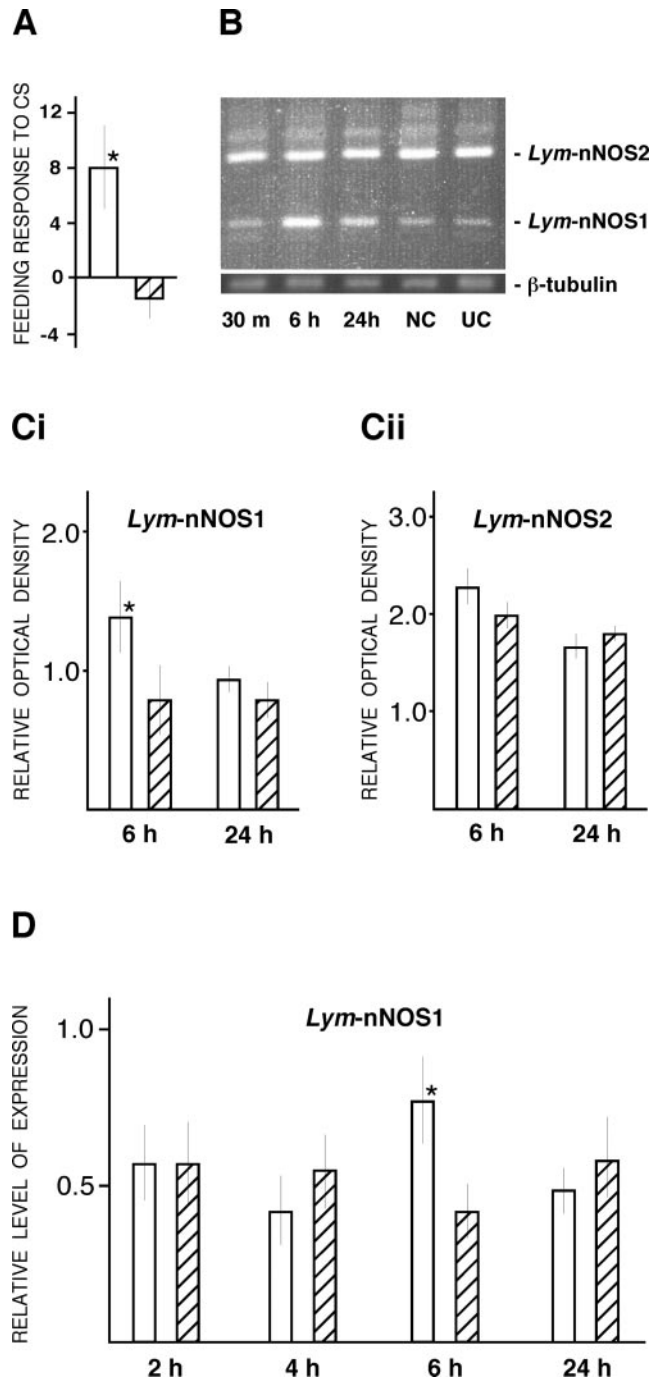 A
FEEDING RESPONSE TO CS
12
8
4
0
-4
*
B
- Lym-nNOS2
- Lym-nNOS1
- β-tubulin
30 m 6 h 24h NC UC
Ci
RELATIVE OPTICAL DENSITY
Lym-nNOS1
2.0
1.0
*
6 h 24 h
Cii
RELATIVE OPTICAL DENSITY
Lym-nNOS2
3.0
2.0
1.0
6 h 24 h
D
RELATIVE LEVEL OF EXPRESSION
Lym-nNOS1
1.0
0.5
*
2 h 4 h 6 h 24 h